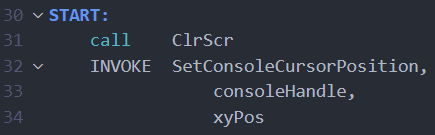 30 START:
31 call ClrScr
32 INVOKE SetConsoleCursorPosition,
33 consoleHandle,
34 xyPos